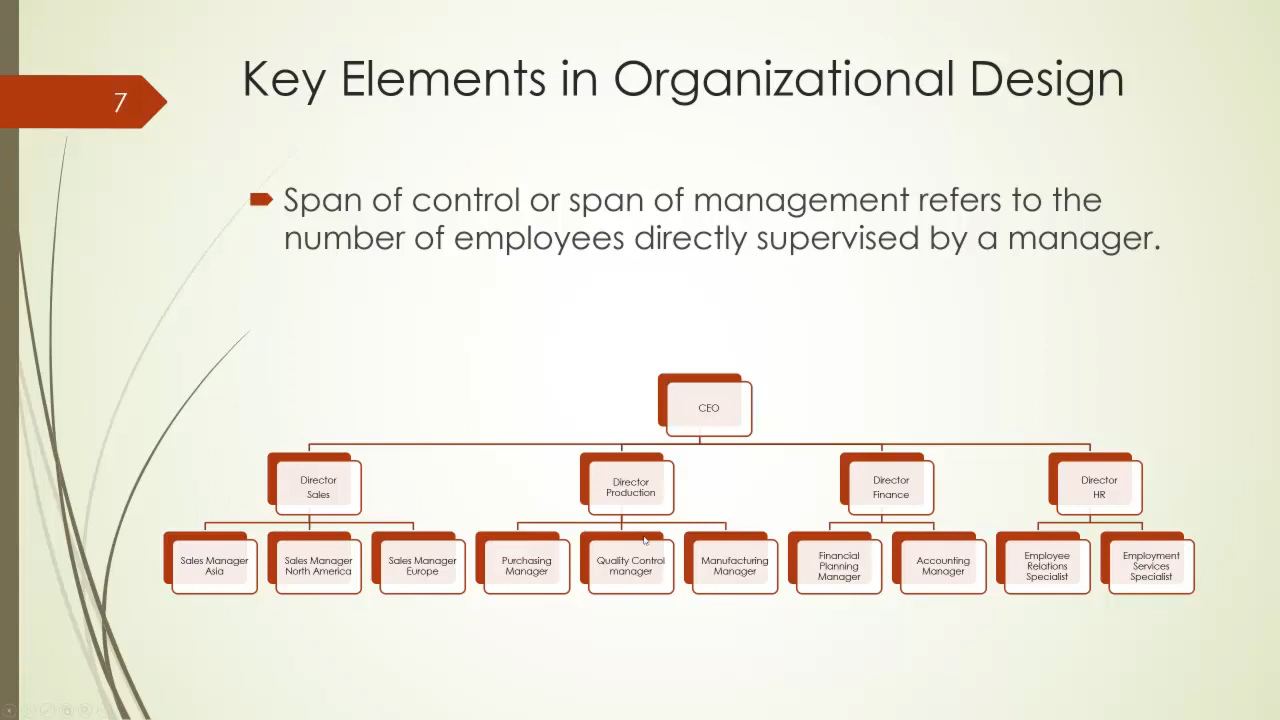 7
Key Elements in Organizational Design
Span of control or span of management refers to the
number of employees directly supervised by a manager.
CEO
Director
Sales
Director
Production
Director
Finance
Director
HR
Sales Manager
Asia
Sales Manager
North America
Sales Manager
Europe
Purchasing
Manager
Quality Control
manager
Manufacturing
Manager
Financial
Planning
Manager
Accounting
Manager
Employee
Relations
Specialist
Employment
Services
Specialist